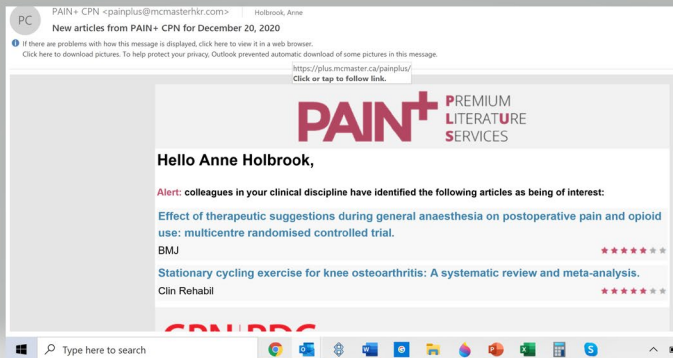 PC
PAIN+ CPN <painplus@mcmasterhkr.com> Holbrook, Anne
New articles from PAIN+ CPN for December 20, 2020
If there are problems with how this message is displayed, click here to view it in a web browser.
Click here to download pictures. To help protect your privacy, Outlook prevented automatic download of some pictures in this message.
https://plus.mcmaster.ca/painplus/
Click or tap to follow link.
PAIN+ PREMIUM
LITERATURE
SERVICES
Hello Anne Holbrook,
Alert: colleagues in your clinical discipline have identified the following articles as being of interest:
Effect of therapeutic suggestions during general anaesthesia on postoperative pain and opioid
use: multicentre randomised controlled trial.
BMJ
Stationary cycling exercise for knee osteoarthritis: A systematic review and meta-analysis.
Clin Rehabil
Type here to search